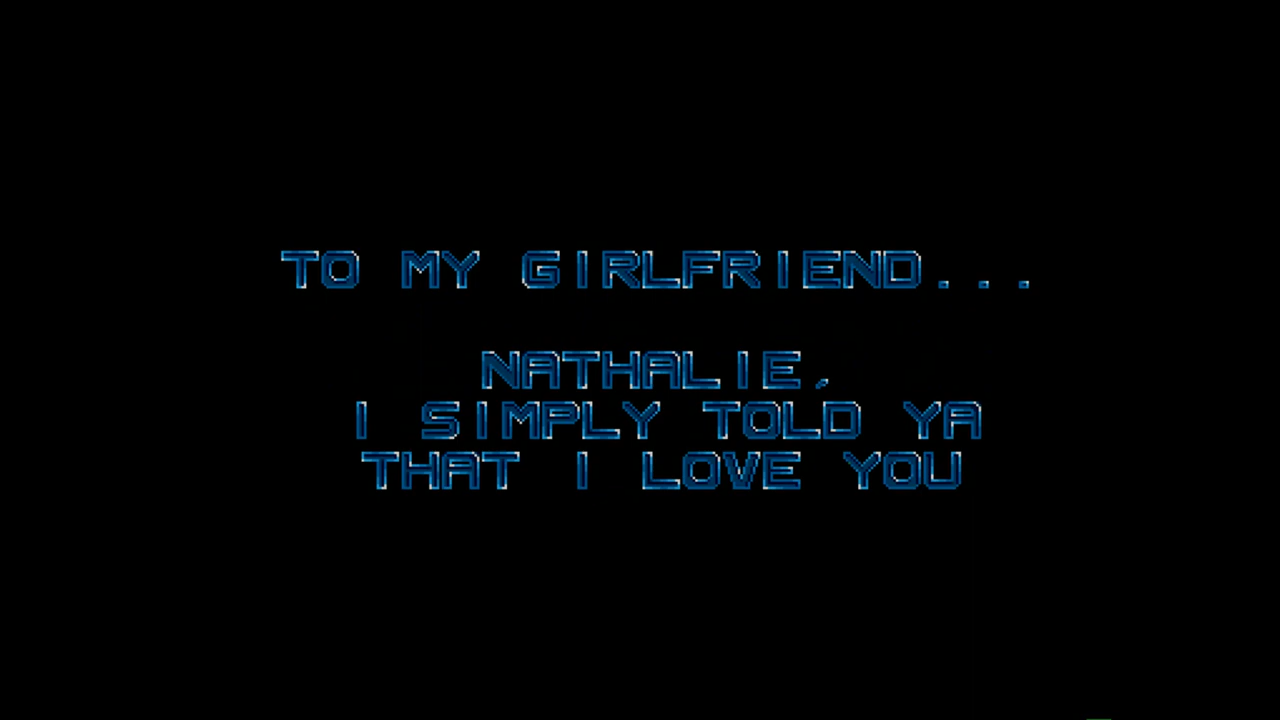 TO MY GIRLFRIEND...
NATHALIE,
I SIMPLY TOLD YA
THAT I LOVE YOU